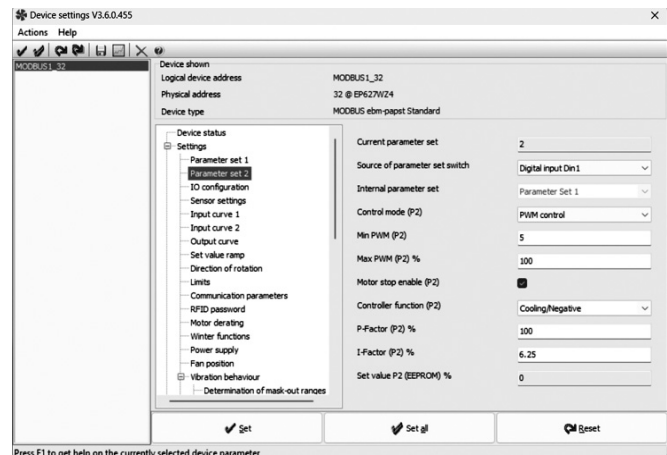 Device settings V3.6.0.455
Actions Help
MODBUS1_32
Device shown
Logical device address MODBUS1_32
Physical address 32 @ EP627WZ4
Device type MODBUS ebm-papst Standard
Device status
Settings
Parameter set 1
Parameter set 2
IO configuration
Sensor settings
Input curve 1
Input curve 2
Output curve
Set value ramp
Direction of rotation
Limits
Communication parameters
RFID password
Motor derating
Winter functions
Power supply
Fan position
Vibration behaviour
Determination of mask-out ranges
Current parameter set 2
Source of parameter set switch Digital input Din1
Internal parameter set Parameter Set 1
Control mode (P2) PWM control
Min PWM (P2) 5
Max PWM (P2) % 100
Motor stop enable (P2)
Controller function (P2) Cooling/Negative
P-Factor (P2) % 100
I-Factor (P2) % 6.25
Set value P2 (EEPROM) % 0
Set Set all Reset
Press F1 to get help on the currently selected device parameter